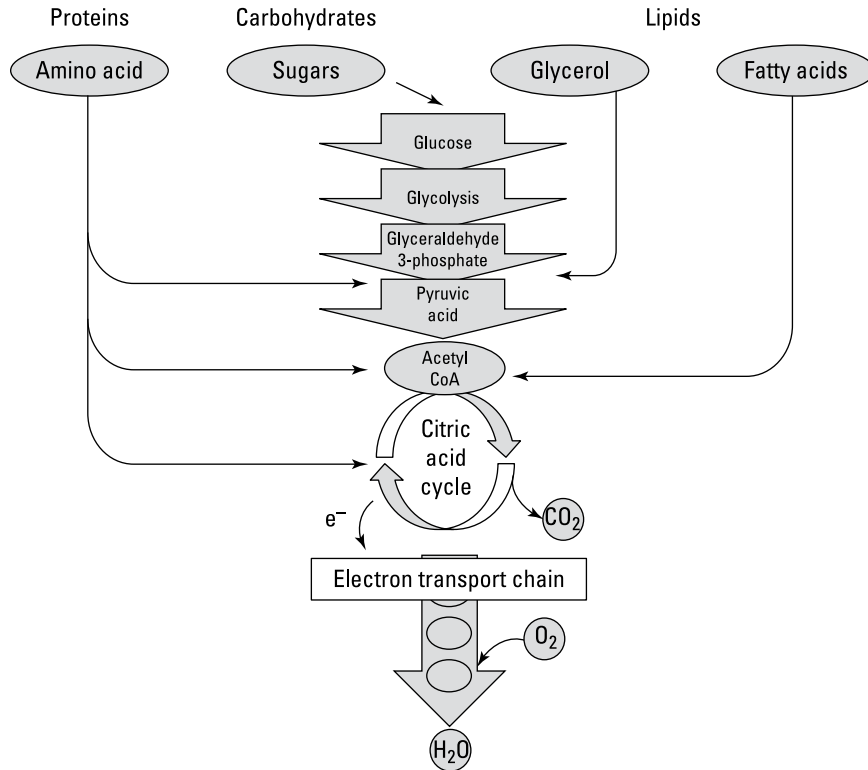 Proteins
Carbohydrates
Lipids
Amino acid
Sugars
Glycerol
Fatty acids
Glucose
Glycolysis
Glyceraldehyde
3-phosphate
Pyruvic
acid
Acetyl
CoA
Citric
acid
cycle
e⁻
CO₂
Electron transport chain
O₂
H₂O